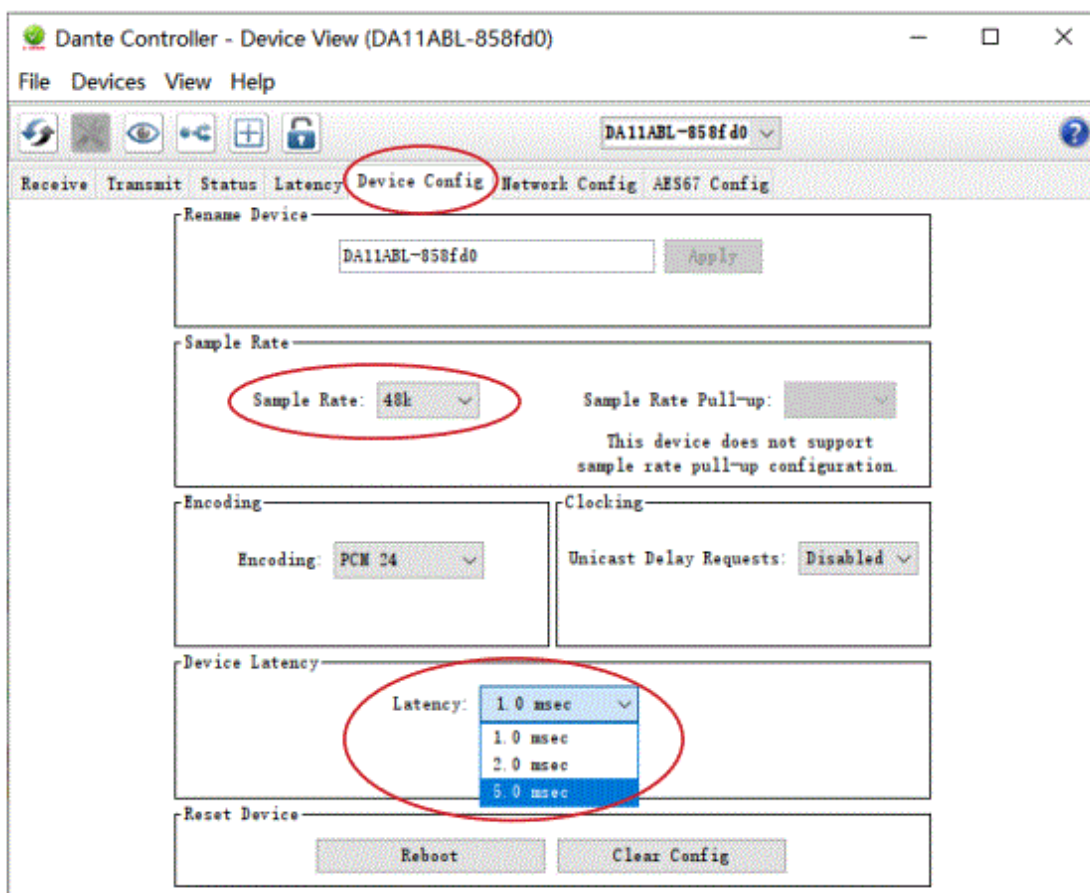 Dante Controller - Device View (DA11ABL-858fd0)
File Devices View Help
DA11ABL-858fd0
Receive Transmit Status Latency Device Config Network Config AES67 Config
Rename Device
DA11ABL-858fd0 Apply
Sample Rate
Sample Rate: 48k Sample Rate Pull-up:
This device does not support
sample rate pull-up configuration.
Encoding Clocking
Encoding: PCM 24 Unicast Delay Requests: Disabled
Device Latency
Latency: 1.0 msec
1.0 msec
2.0 msec
5.0 msec
Reset Device
Reboot Clear Config